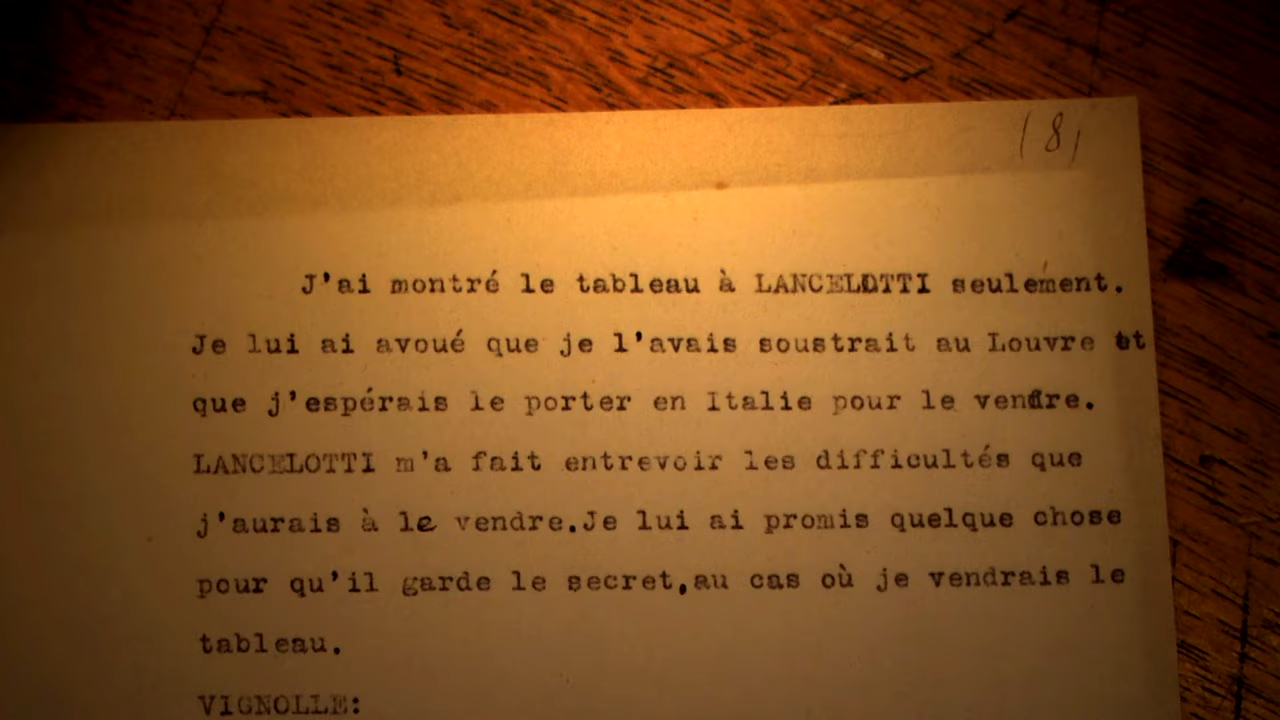 (8)
J'ai montré le tableau à LANCELOTTI seulement.
Je lui ai avoué que je l'avais soustrait au Louvre et
que j'espérais le porter en Italie pour le vendre.
LANCELOTTI m'a fait entrevoir les difficultés que
j'aurais à le vendre.Je lui ai promis quelque chose
pour qu'il garde le secret,au cas où je vendrais le
tableau.
VIGNOLLE: